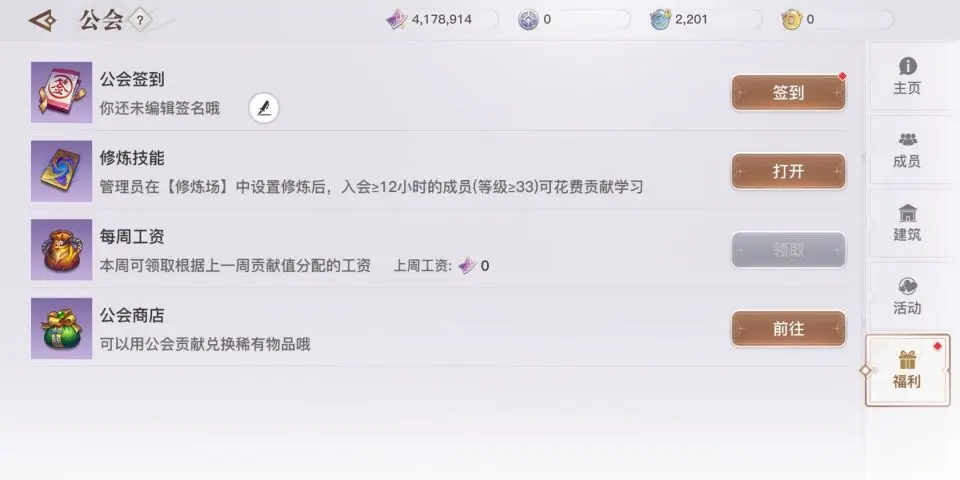 公会 ?
4,178,914
0
2,201
0
公会签到
你还未编辑签名哦
签到
修炼技能
管理员在【修炼场】中设置修炼后，入会≥12小时的成员(等级≥33)可花费贡献学习
打开
每周工资
本周可领取根据上一周贡献值分配的工资 上周工资: 0
领取
公会商店
可以用公会贡献兑换稀有物品哦
前往
主页
成员
建筑
活动
福利
签